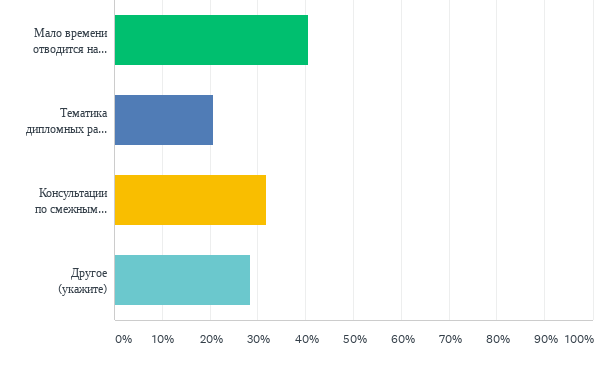 Мало времени
отводится на...
Тематика
дипломных ра...
Консультации
по смежным...
Другое
(укажите)
0% 10% 20% 30% 40% 50% 60% 70% 80% 90% 100%